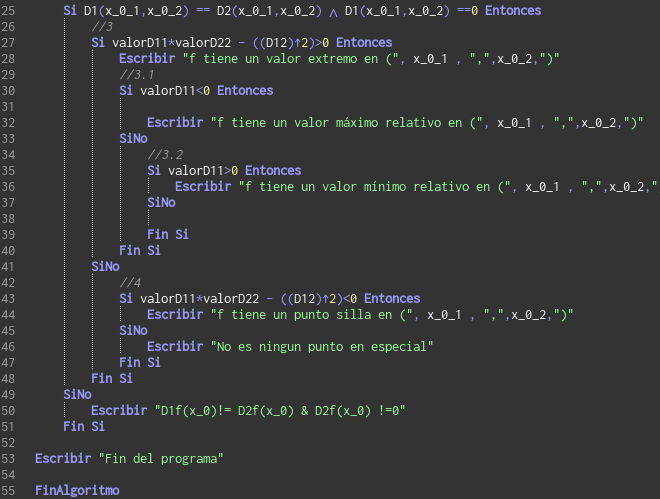 25 Si D1(x_0_1,x_0_2) == D2(x_0_1,x_0_2) ∧ D1(x_0_1,x_0_2) ==0 Entonces
26 //3
27 Si valorD11*valorD22 - ((D12)↑2)>0 Entonces
28 Escribir "f tiene un valor extremo en (", x_0_1 , ",",x_0_2,")"
29 //3.1
30 Si valorD11<0 Entonces
31
32 Escribir "f tiene un valor máximo relativo en (", x_0_1 , ",",x_0_2,")"
33 SiNo
34 //3.2
35 Si valorD11>0 Entonces
36 Escribir "f tiene un valor mínimo relativo en (", x_0_1 , ",",x_0_2,"
37 SiNo
38
39 Fin Si
40 Fin Si
41 SiNo
42 //4
43 Si valorD11*valorD22 - ((D12)↑2)<0 Entonces
44 Escribir "f tiene un punto silla en (", x_0_1 , ",",x_0_2,")"
45 SiNo
46 Escribir "No es ningun punto en especial"
47 Fin Si
48 Fin Si
49 SiNo
50 Escribir "D1f(x_0)!= D2f(x_0) & D2f(x_0) !=0"
51 Fin Si
52
53 Escribir "Fin del programa"
54
55 FinAlgoritmo